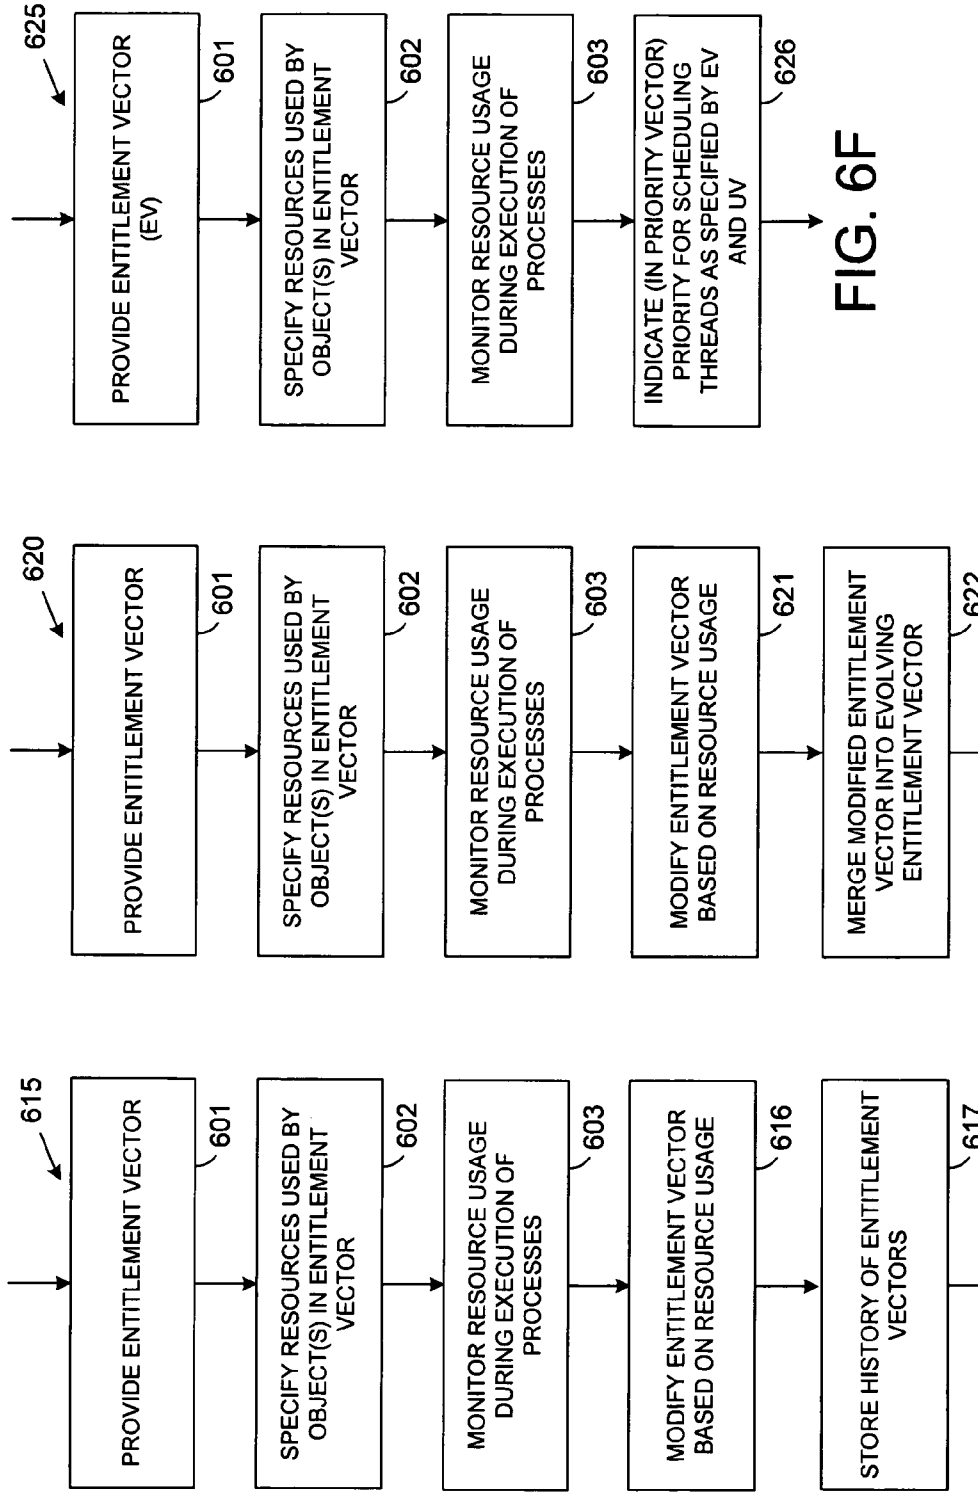 615
PROVIDE ENTITLEMENT VECTOR
601
SPECIFY RESOURCES USED BY
OBJECT(S) IN ENTITLEMENT
VECTOR
602
MONITOR RESOURCE USAGE
DURING EXECUTION OF
PROCESSES
603
MODIFY ENTITLEMENT VECTOR
BASED ON RESOURCE USAGE
616
STORE HISTORY OF ENTITLEMENT
VECTORS
617
620
PROVIDE ENTITLEMENT VECTOR
601
SPECIFY RESOURCES USED BY
OBJECT(S) IN ENTITLEMENT
VECTOR
602
MONITOR RESOURCE USAGE
DURING EXECUTION OF
PROCESSES
603
MODIFY ENTITLEMENT VECTOR
BASED ON RESOURCE USAGE
621
MERGE MODIFIED ENTITLEMENT
VECTOR INTO EVOLVING
ENTITLEMENT VECTOR
622
625
PROVIDE ENTITLEMENT VECTOR
(EV)
601
SPECIFY RESOURCES USED BY
OBJECT(S) IN ENTITLEMENT
VECTOR
602
MONITOR RESOURCE USAGE
DURING EXECUTION OF
PROCESSES
603
INDICATE (IN PRIORITY VECTOR)
PRIORITY FOR SCHEDULING
THREADS AS SPECIFIED BY EV
AND UV
626
FIG. 6F